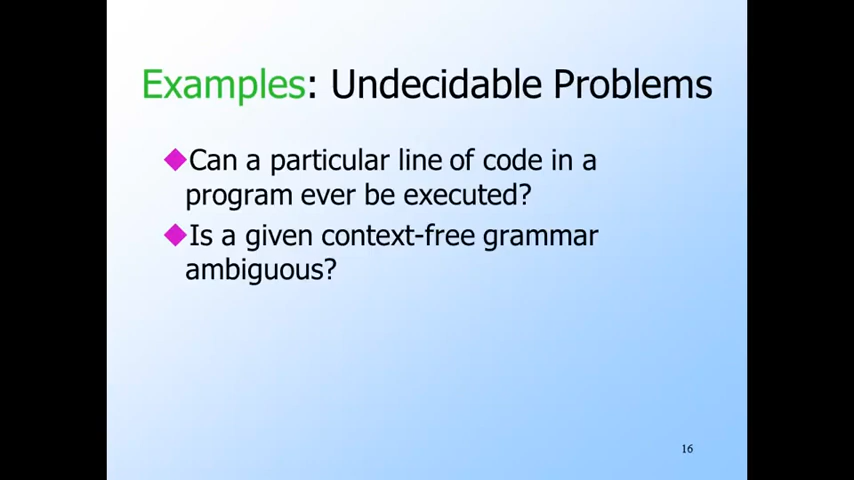 Examples: Undecidable Problems
Can a particular line of code in a
program ever be executed?
Is a given context-free grammar
ambiguous?
16